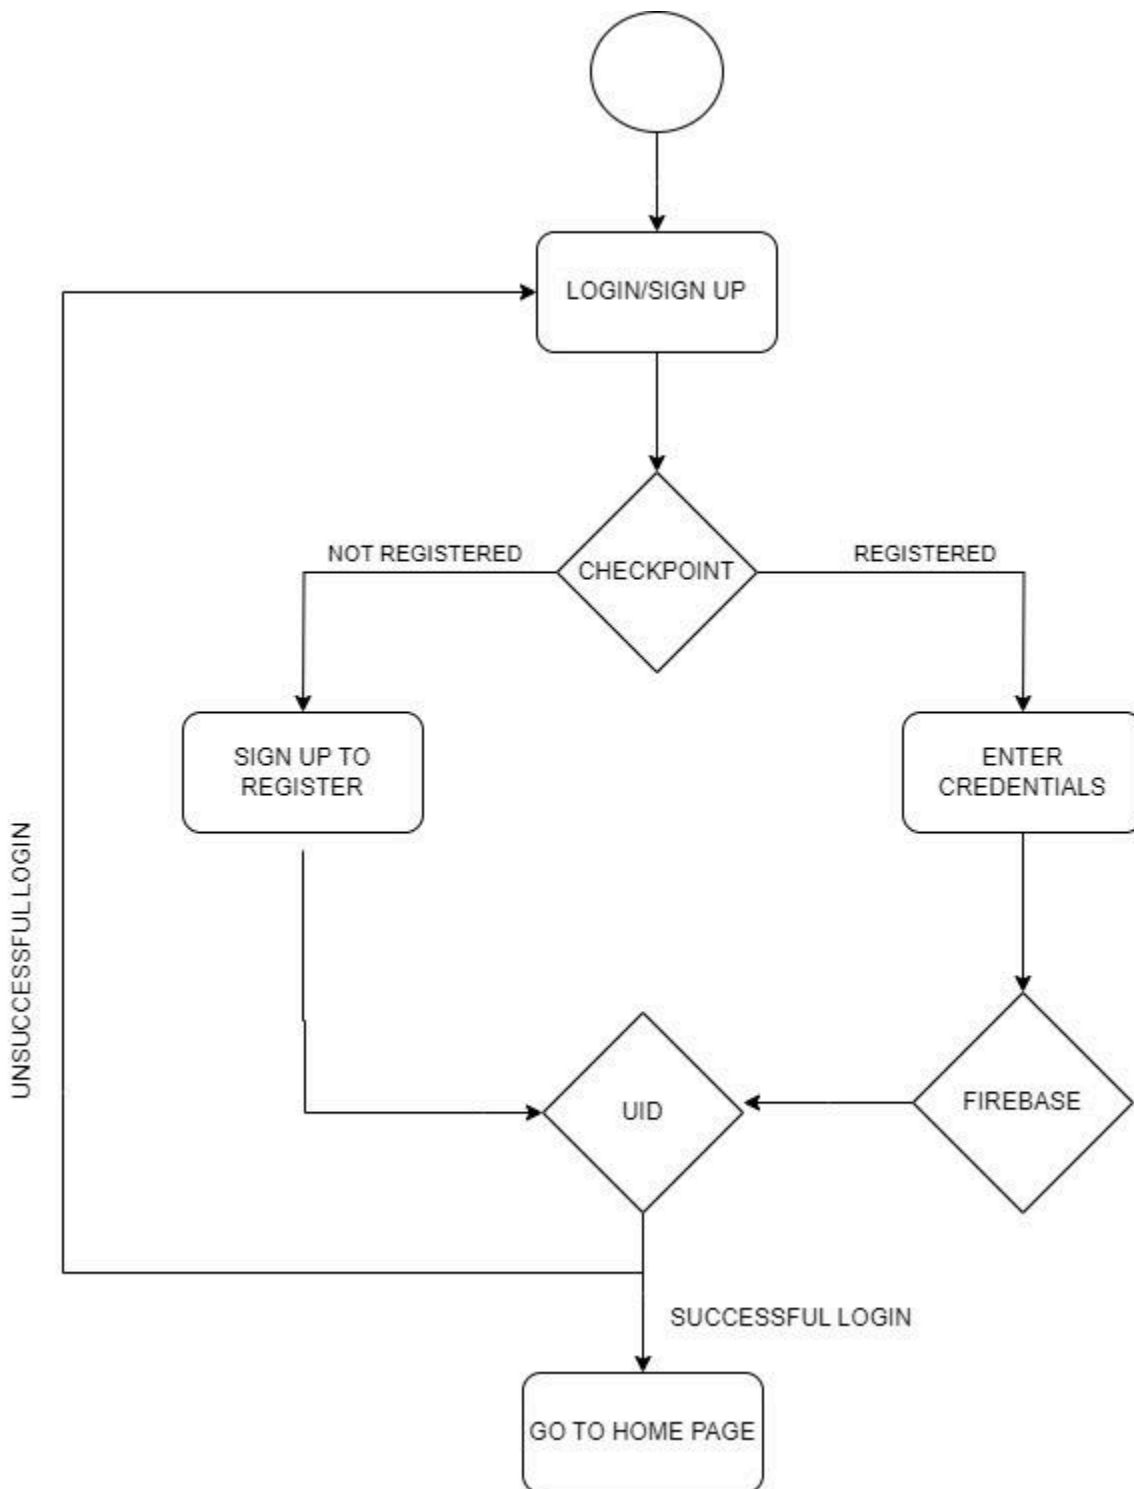 LOGIN/SIGN UP
NOT REGISTERED
CHECKPOINT
REGISTERED
SIGN UP TO
REGISTER
ENTER
CREDENTIALS
UNSUCCESSFUL LOGIN
UID
FIREBASE
SUCCESSFUL LOGIN
GO TO HOME PAGE